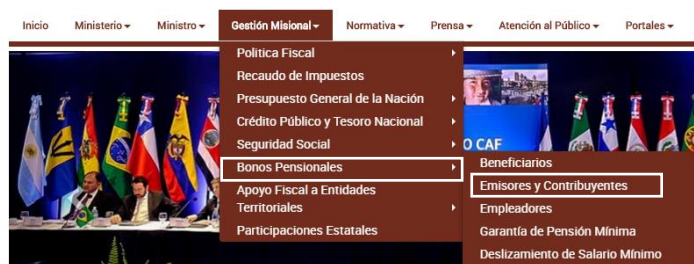 Inicio Ministerio Ministro Gestión Misional Normativa Prensa Atención al Público Portales
Política Fiscal
Recaudo de Impuestos
Presupuesto General de la Nación
Crédito Público y Tesoro Nacional
Seguridad Social
Bonos Pensionales
Apoyo Fiscal a Entidades
Territoriales
Participaciones Estatales
O CAF
Beneficiarios
Emisores y Contribuyentes
Empleadores
Garantía de Pensión Mínima
Deslizamiento de Salario Mínimo